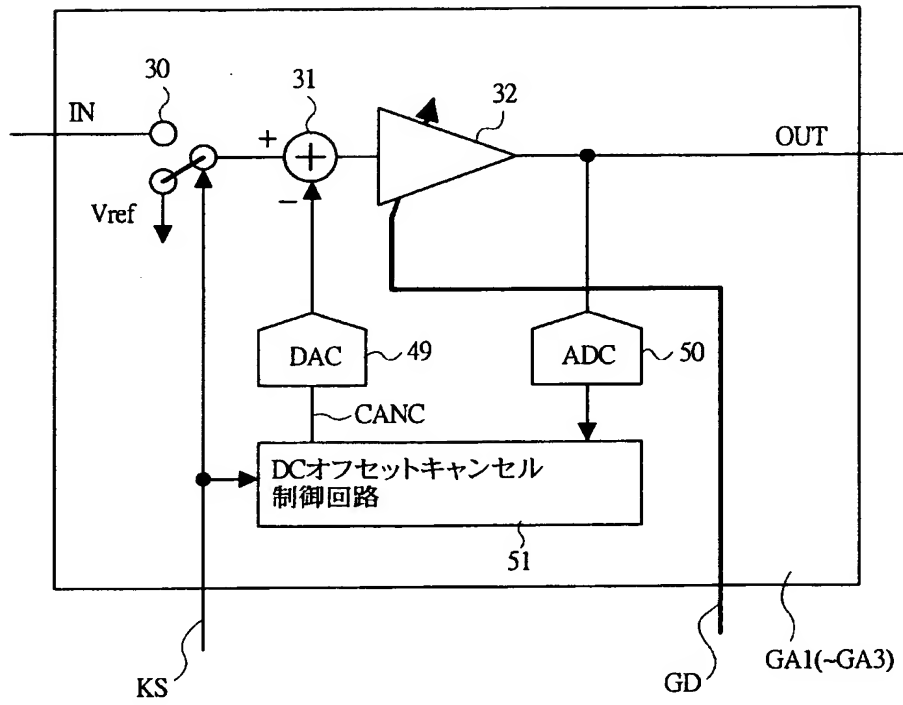 30
IN
31
32
OUT
+
+
−
Vref
DAC
49
ADC
50
CANC
DCオフセットキャンセル
制御回路
51
KS
GD
GA1(~GA3)